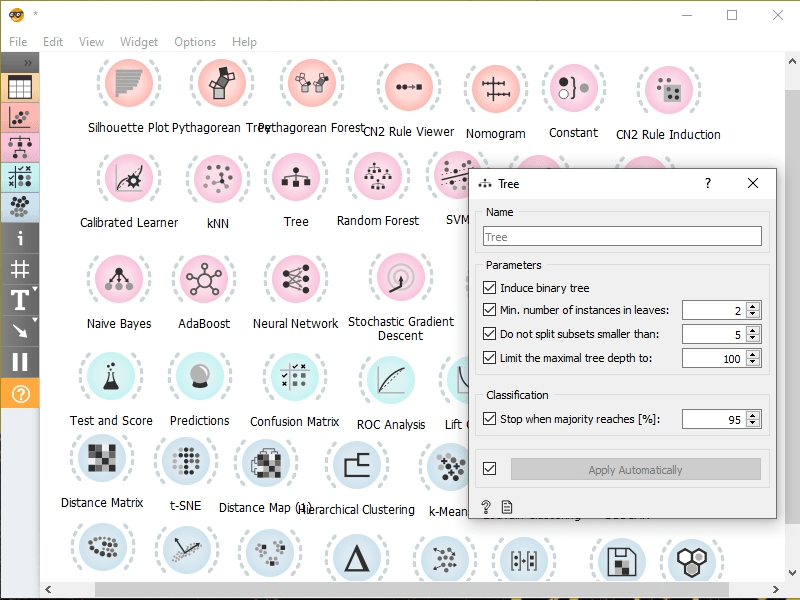 *
File Edit View Widget Options Help
Silhouette Plot Pythagorean Tree Pythagorean Forest CN2 Rule Viewer Nomogram Constant CN2 Rule Induction
Calibrated Learner kNN Tree Random Forest SVM
Naive Bayes AdaBoost Neural Network Stochastic Gradient
Descent
Test and Score Predictions Confusion Matrix ROC Analysis Lift
Distance Matrix t-SNE Distance Map (1) Hierarchical Clustering k-Mean
Tree ?
Name
Tree
Parameters
Induce binary tree
Min. number of instances in leaves: 2
Do not split subsets smaller than: 5
Limit the maximal tree depth to: 100
Classification
Stop when majority reaches [%]: 95
Apply Automatically
?